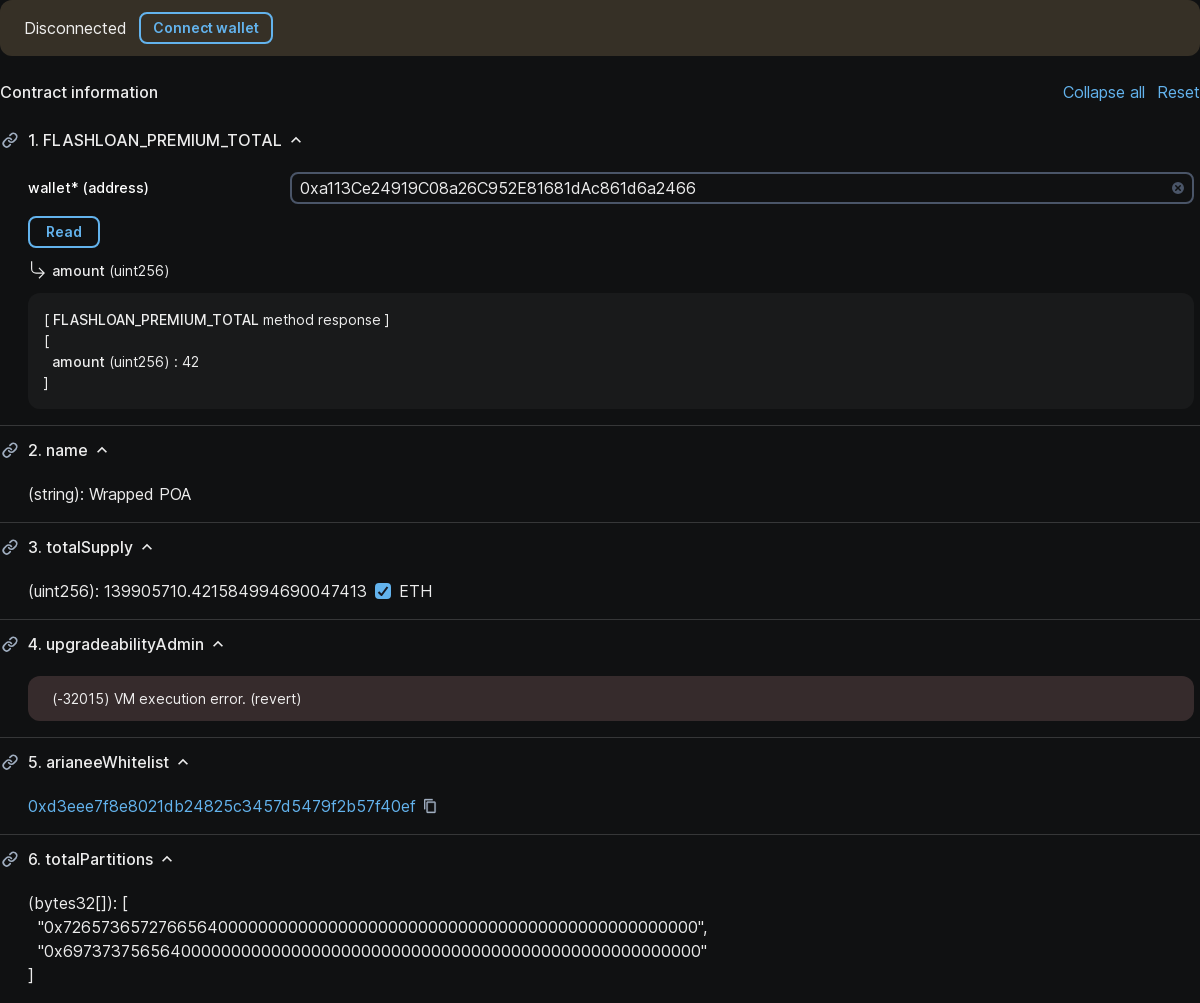 Disconnected Connect wallet
Contract information Collapse all Reset
1. FLASHLOAN_PREMIUM_TOTAL
wallet* (address) 0xa113Ce24919C08a26C952E81681dAc861d6a2466
Read
amount (uint256)
[ FLASHLOAN_PREMIUM_TOTAL method response ]
[
amount (uint256) : 42
]
2. name
(string): Wrapped POA
3. totalSupply
(uint256): 139905710.421584994690047413 ETH
4. upgradeabilityAdmin
(-32015) VM execution error. (revert)
5. arianeeWhitelist
0xd3eee7f8e8021db24825c3457d5479f2b57f40ef
6. totalPartitions
(bytes32[]): [
"0x7265736572766564000000000000000000000000000000000000000000000000",
"0x6973737565640000000000000000000000000000000000000000000000000000"
]